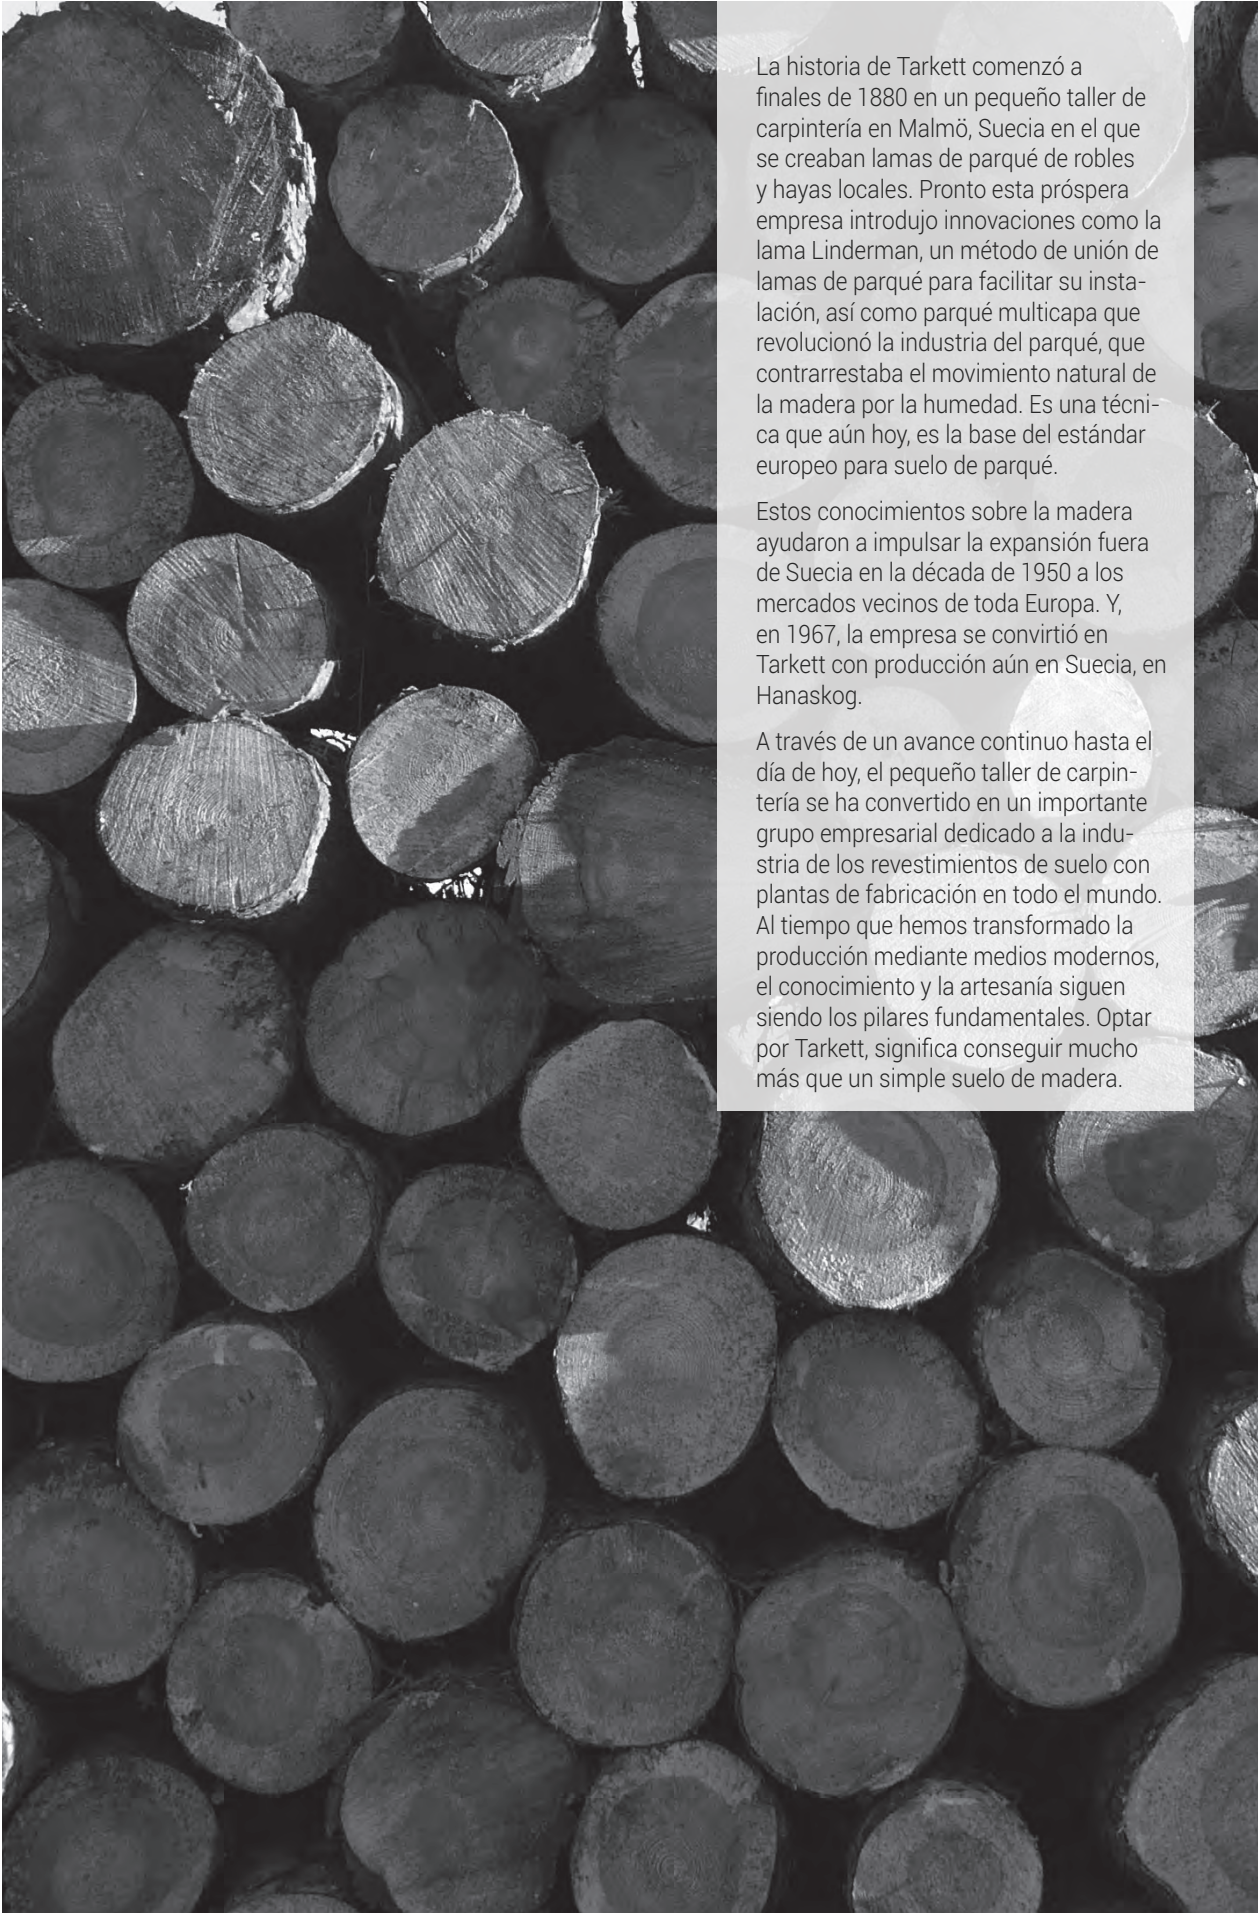 La historia de Tarkett comenzó a
finales de 1880 en un pequeño taller de
carpintería en Malmö, Suecia en el que
se creaban lamas de parqué de robles
y hayas locales. Pronto esta próspera
empresa introdujo innovaciones como la
lama Linderman, un método de unión de
lamas de parqué para facilitar su insta-
lación, así como parqué multicapa que
revolucionó la industria del parqué, que
contrarrestaba el movimiento natural de
la madera por la humedad. Es una técni-
ca que aún hoy, es la base del estándar
europeo para suelo de parqué.
Estos conocimientos sobre la madera
ayudaron a impulsar la expansión fuera
de Suecia en la década de 1950 a los
mercados vecinos de toda Europa. Y,
en 1967, la empresa se convirtió en
Tarkett con producción aún en Suecia, en
Hanaskog.
A través de un avance continuo hasta el
día de hoy, el pequeño taller de carpin-
tería se ha convertido en un importante
grupo empresarial dedicado a la indu-
stria de los revestimientos de suelo con
plantas de fabricación en todo el mundo.
Al tiempo que hemos transformado la
producción mediante medios modernos,
el conocimiento y la artesanía siguen
siendo los pilares fundamentales. Optar
por Tarkett, significa conseguir mucho
más que un simple suelo de madera.